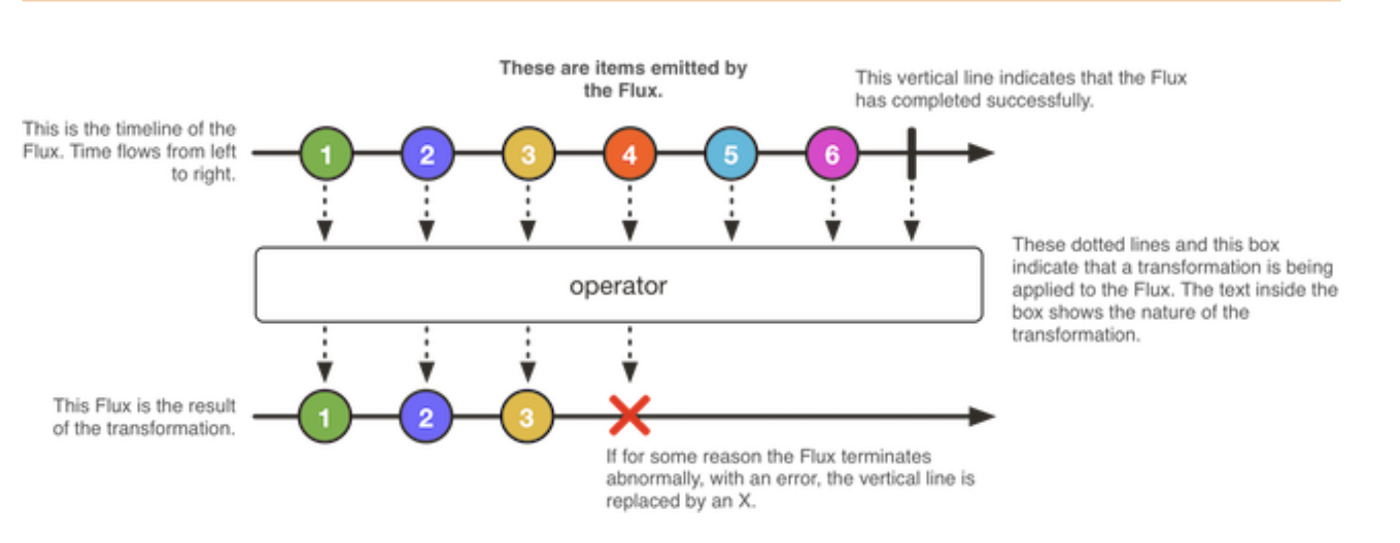 These are items emitted by
the Flux.
This vertical line indicates that the Flux
has completed successfully.
This is the timeline of the
Flux. Time flows from left
to right.
1 2 3 4 5 6
These dotted lines and this box
indicate that a transformation is being
applied to the Flux. The text inside the
box shows the nature of the
transformation.
operator
This Flux is the result
of the transformation.
1 2 3
If for some reason the Flux terminates
abnormally, with an error, the vertical line is
replaced by an X.